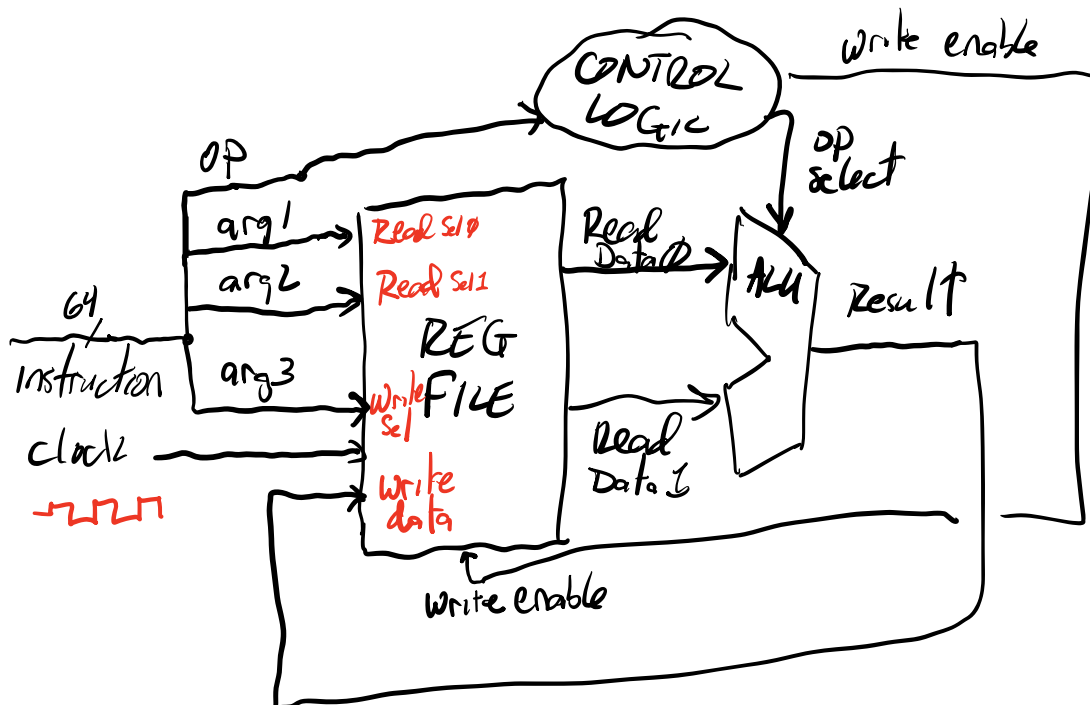 write enable
CONTROL
LOGIC
OP
OP
select
arg1
Read Sel0
Read
Data0
arg2
Read Sel1
ALU
Result
64
REG
instruction
arg3
FILE
Write
Sel
clock
Read
Data1
write
data
write enable